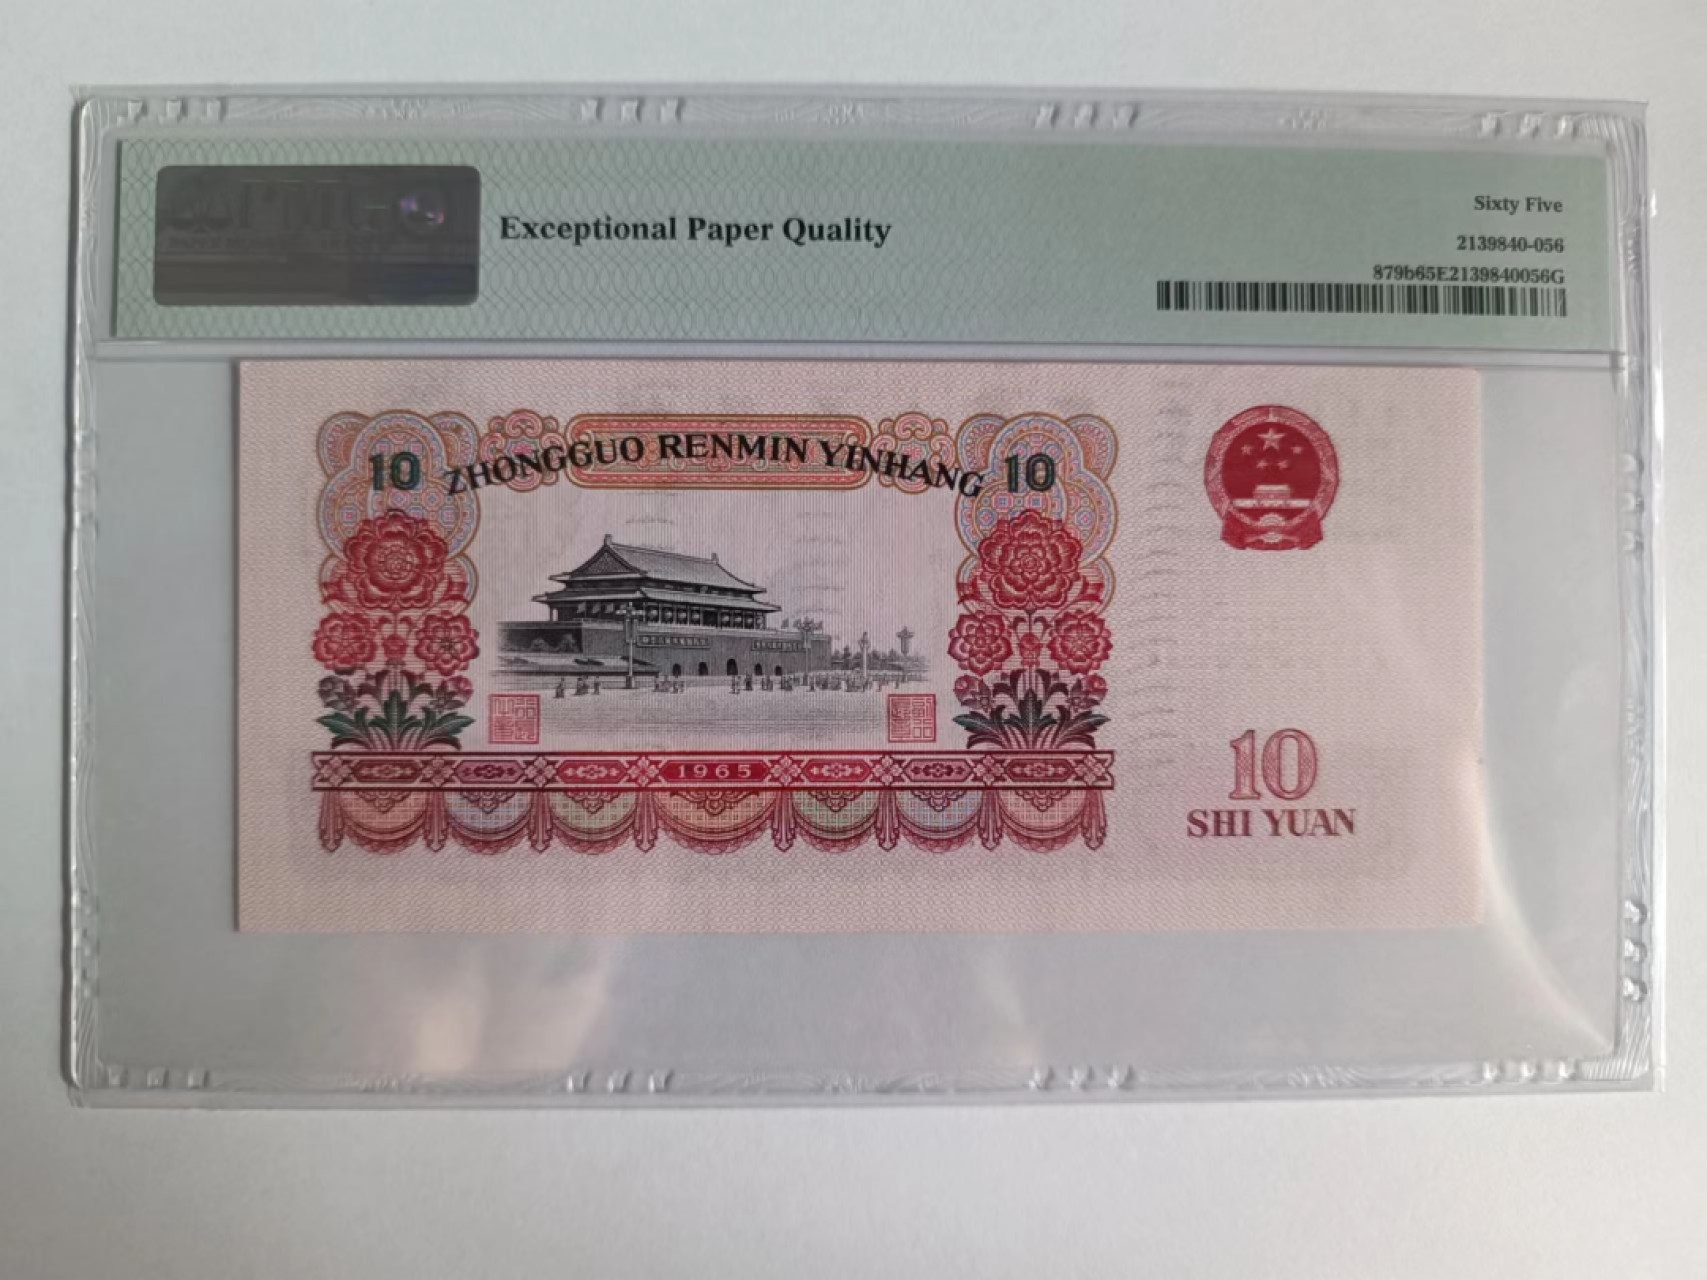 Exceptional Paper Quality
Sixty Five
2139840-056
879b65E2139840056G
10 ZHONGGUO RENMIN YINHANG 10
1965
10
SHI YUAN